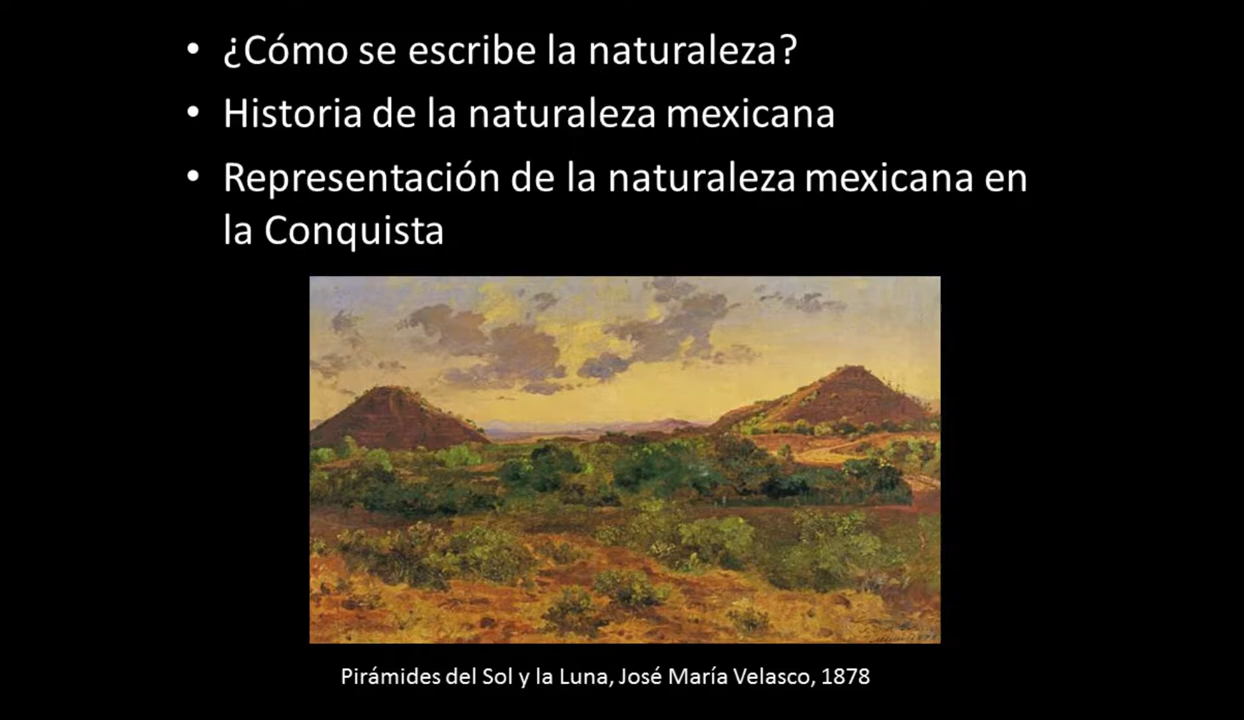 • ¿Cómo se escribe la naturaleza?
• Historia de la naturaleza mexicana
• Representación de la naturaleza mexicana en
la Conquista
Pirámides del Sol y la Luna, José María Velasco, 1878